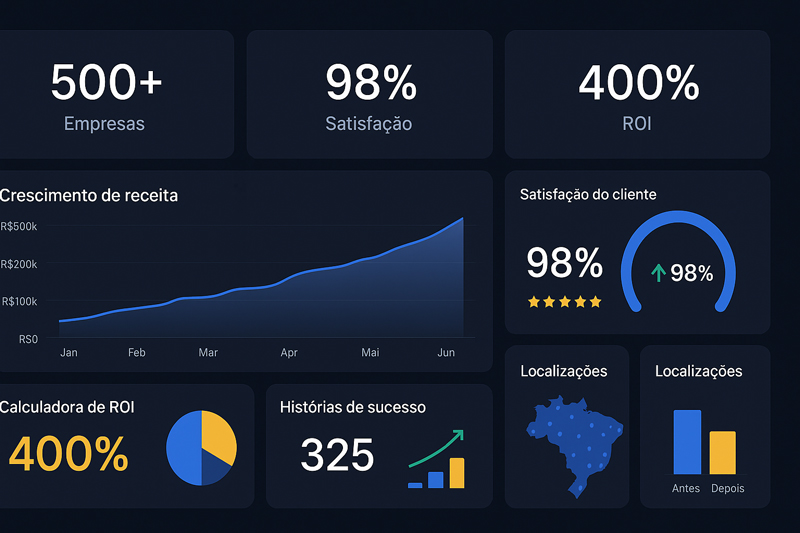 500+
Empresas
98%
Satisfação
400%
ROI
Crescimento de receita
R$500k
R$200k
R$100k
RS0
Jan Feb Mar Apr Mai Jun
Satisfação do cliente
98%
98%
Calculadora de ROI
400%
Histórias de sucesso
325
Localizações
Localizações
Antes Depois